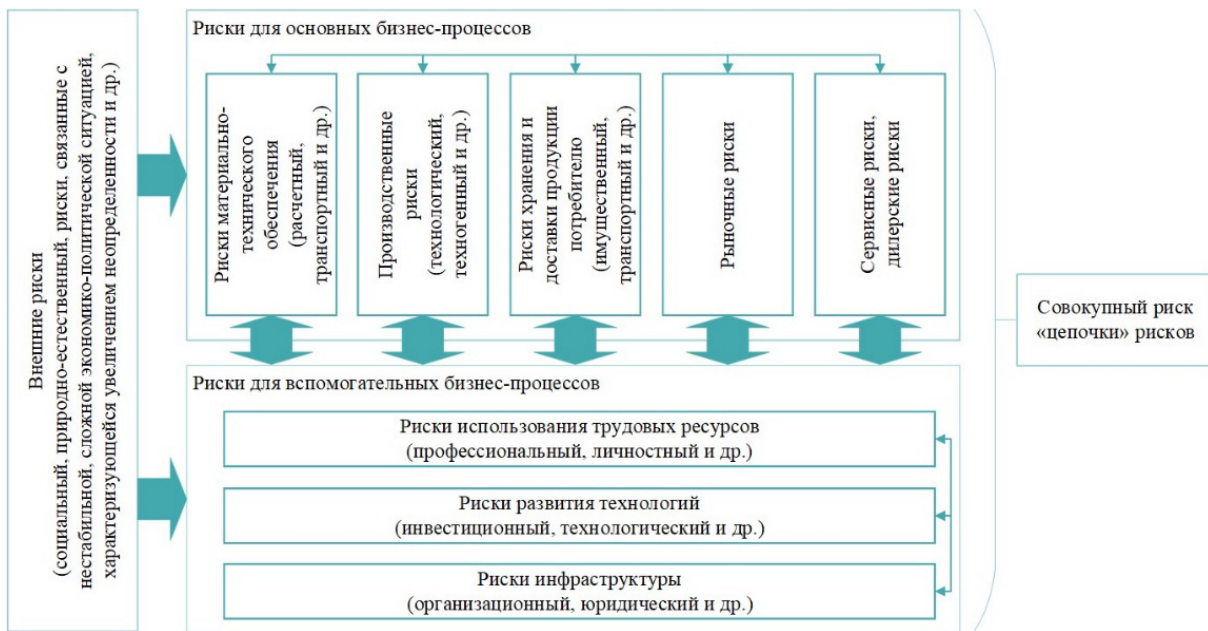 Внешние риски
(социальный, природно-естественный, риски, связанные с
нестабильной, сложной экономико-политической ситуацией,
характеризующейся увеличением неопределенности и др.)
Риски для основных бизнес-процессов
Риски материально-
технического
обеспечения
(расчетный,
транспортный и др.)
Производственные
риски
(технологический,
техногенный и др.)
Риски хранения и
доставки продукции
потребителю
(имущественный,
транспортный и др.)
Рыночные риски
Сервисные риски,
дилерские риски
Риски для вспомогательных бизнес-процессов
Риски использования трудовых ресурсов
(профессиональный, личностный и др.)
Риски развития технологий
(инвестиционный, технологический и др.)
Риски инфраструктуры
(организационный, юридический и др.)
Совокупный риск
«цепочки» рисков